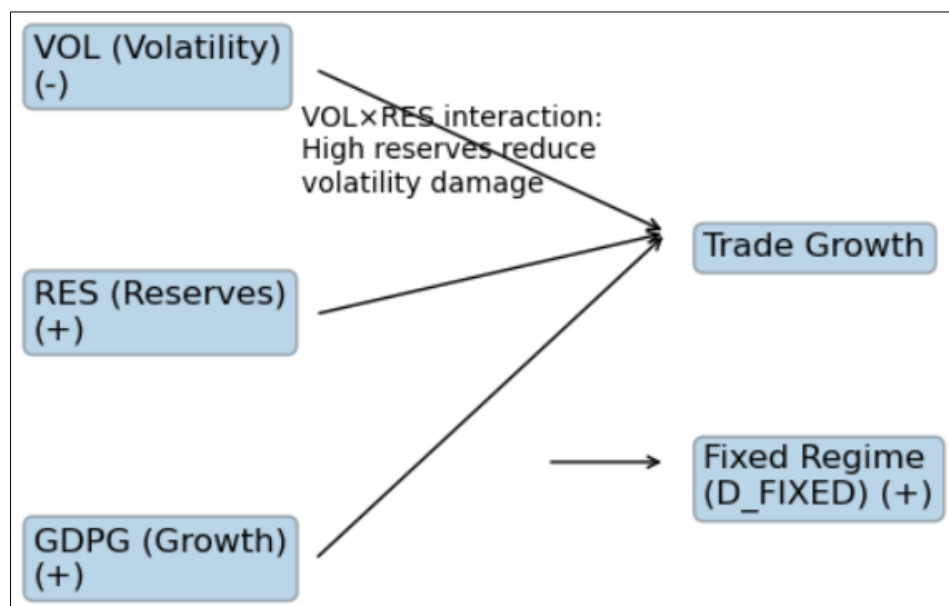 VOL (Volatility)
(-)
VOL×RES interaction:
High reserves reduce
volatility damage
Trade Growth
RES (Reserves)
(+)
Fixed Regime
(D_FIXED) (+)
GDPG (Growth)
(+)